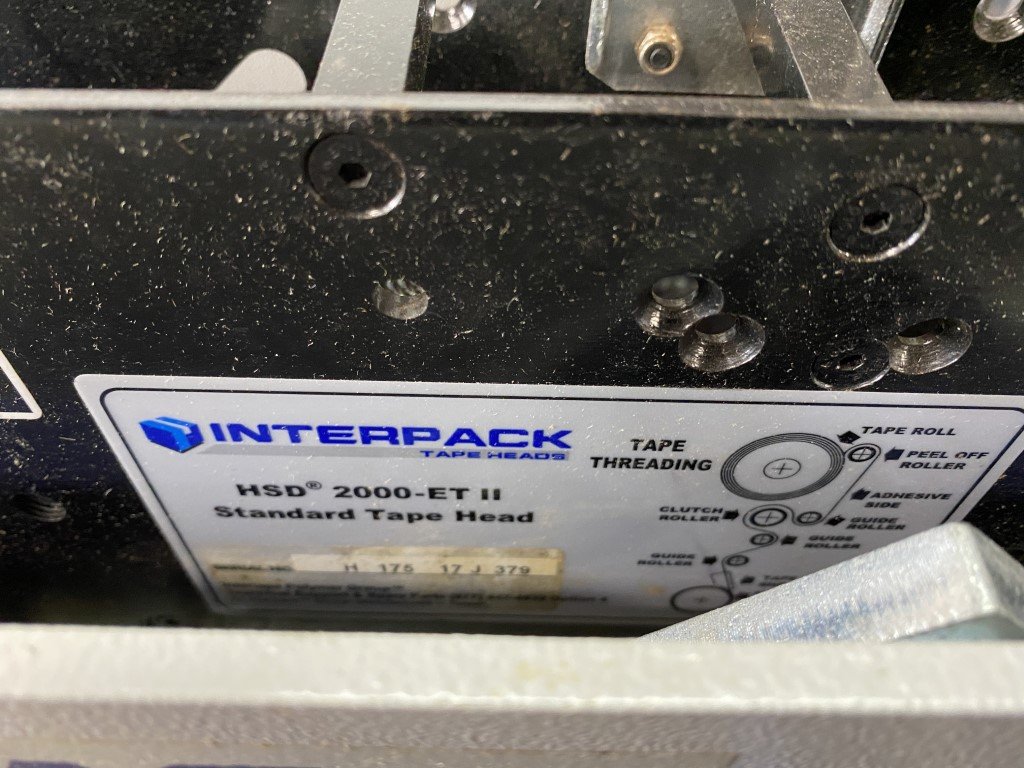 INTERPACK
TAPE HEADS
HSD® 2000-ET II
Standard Tape Head
H 175 17 J 379
TAPE
THREADING
TAPE ROLL
PEEL OFF
ROLLER
ADHESIVE
SIDE
CLUTCH
ROLLER
GUIDE
ROLLER
GUIDE
ROLLER
GUIDE